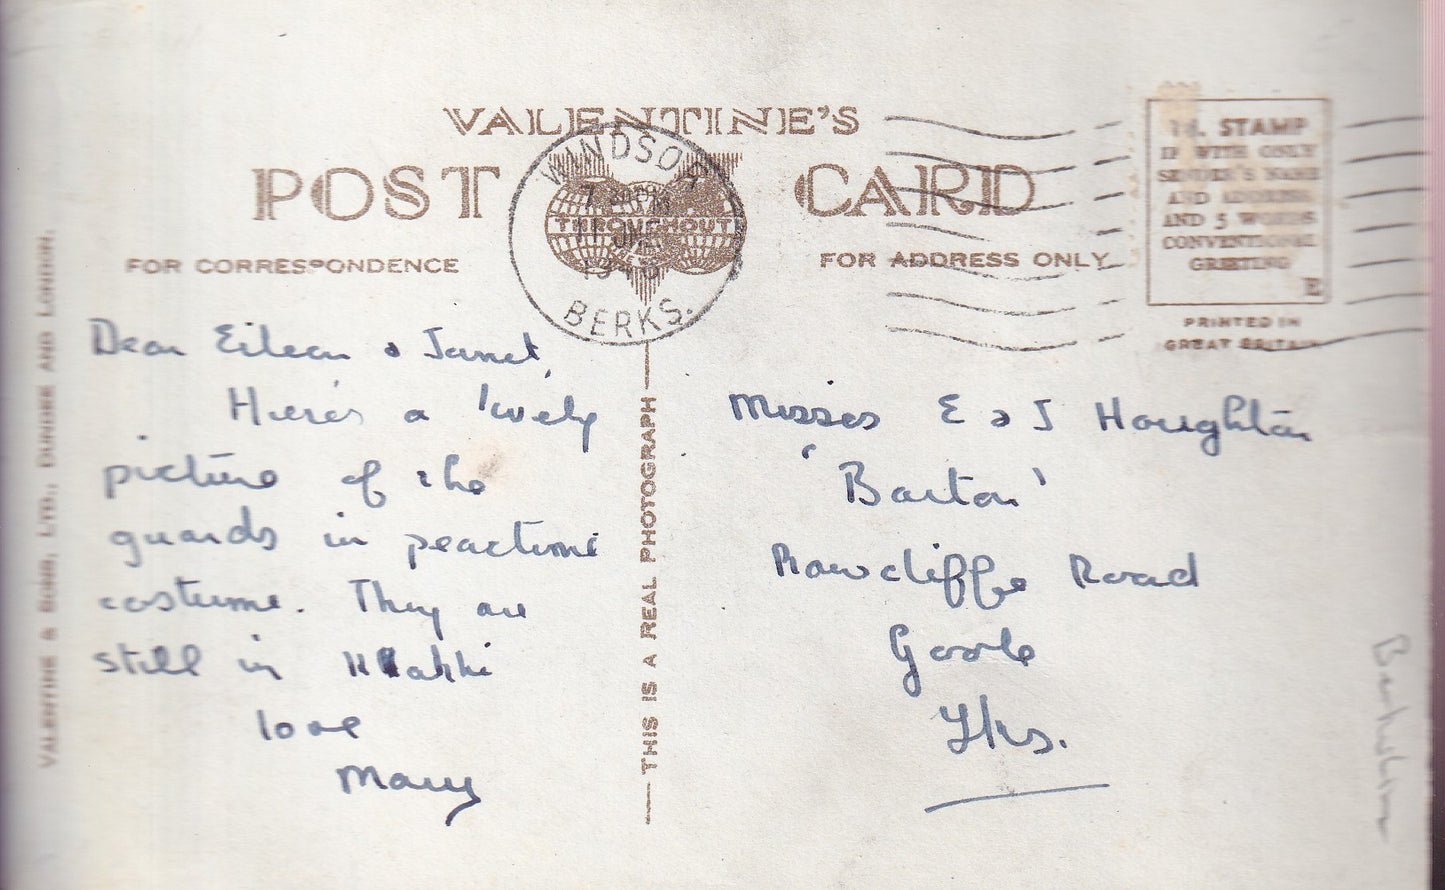 VALENTINE'S
POST CARD
FOR CORRESPONDENCE
FOR ADDRESS ONLY
WINDSOR
BERKS.
THROUGHOUT
STAMP
IF WITH ONLY
SENDER'S NAME
AND ADDRESS
AND 5 WORDS
CONVENTIONAL
GREETING
E
PRINTED IN
GREAT BRITAIN
VALENTINE & SONS, LTD., DUNDEE AND LONDON.
THIS IS A REAL PHOTOGRAPH
Dear Eileen & Janet,
Here's a lovely
picture of the
guards in peactime
costume. They are
still in Khakki
love
Mary
Misses E & J Houghton
'Barton'
Rawcliffe Road
Goole
Yks.